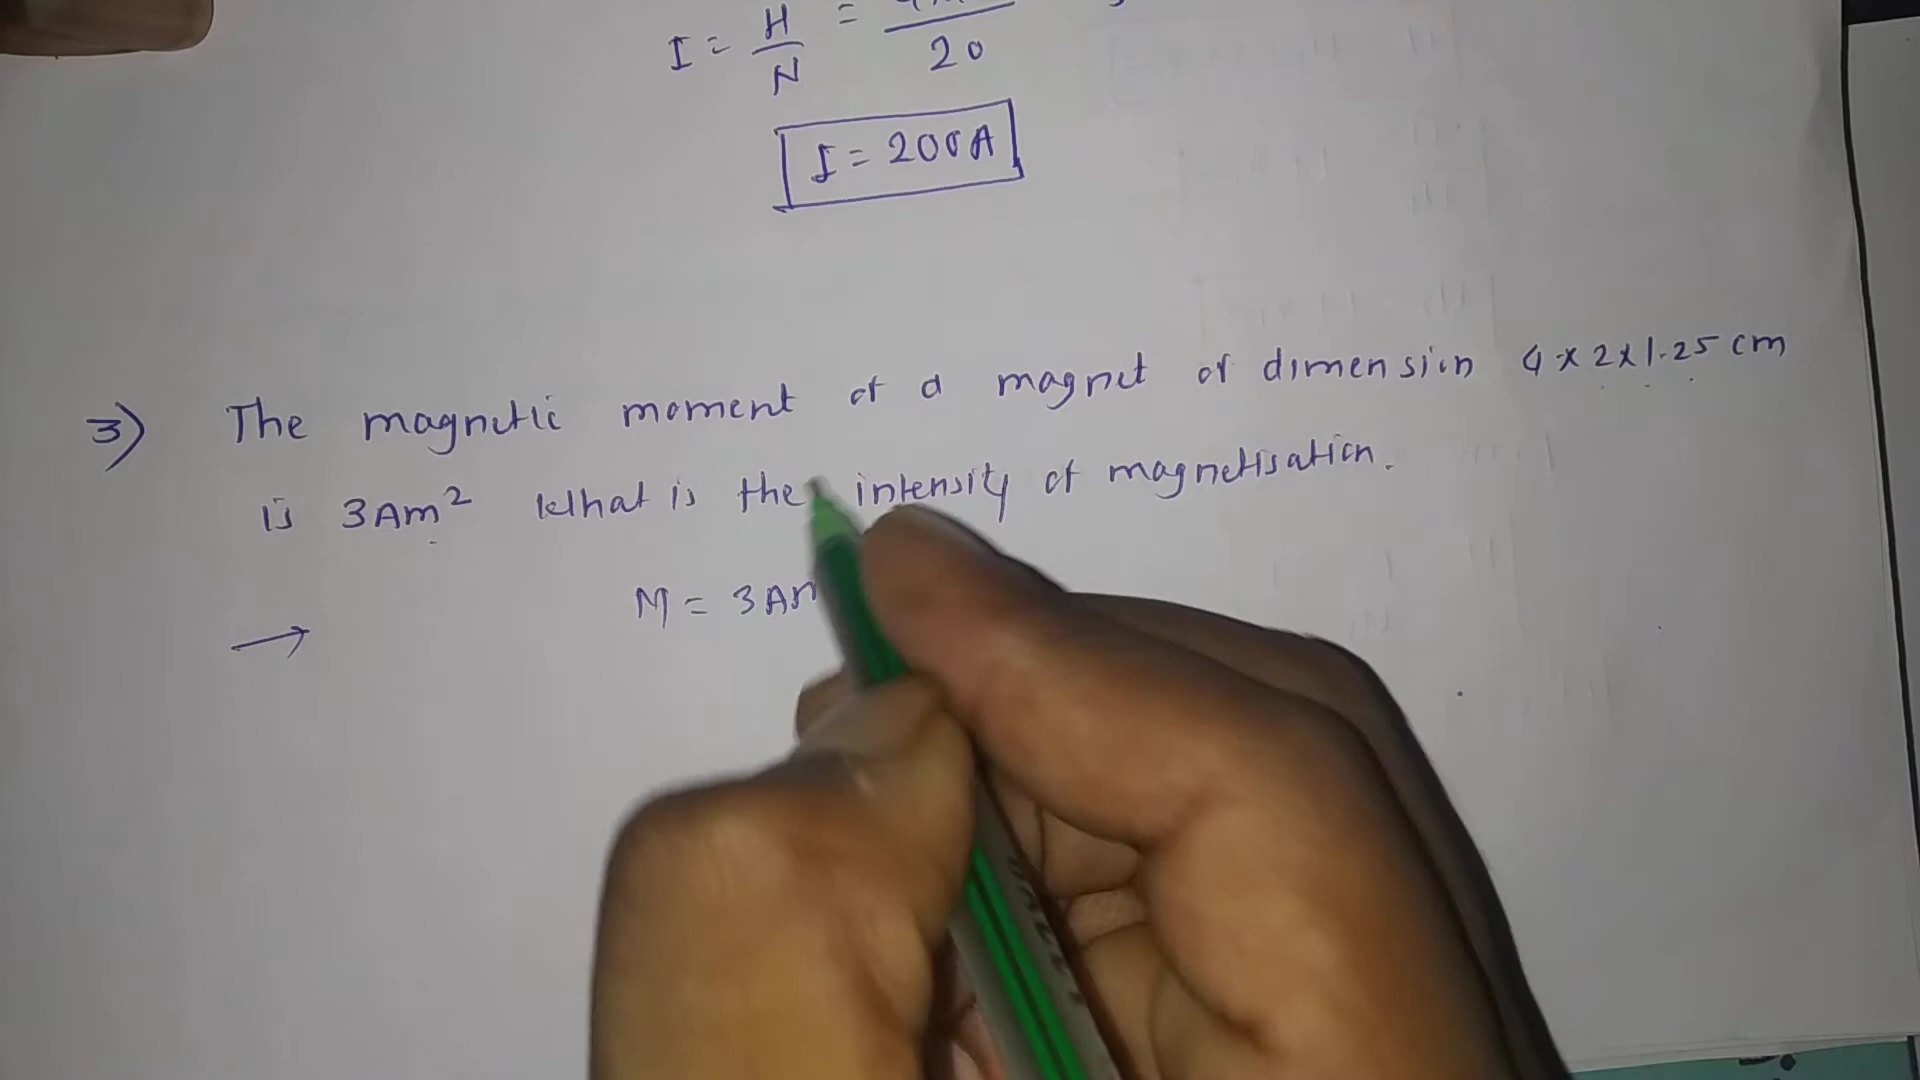 I = H/N = /20
I = 200A
3) The magnetic moment of a magnet of dimension 4 x 2 x 1.25 cm
is 3Am² What is the intensity of magnetisation.
→ M = 3Am